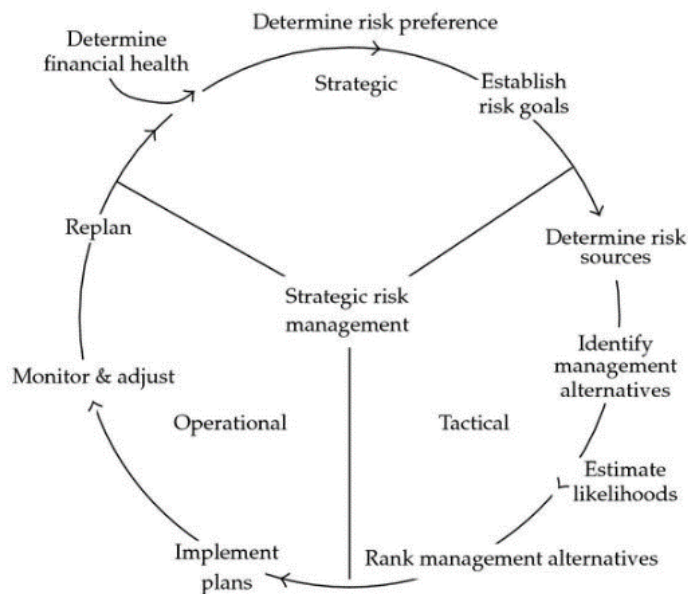 Determine
financial health
Determine risk preference
Strategic
Establish
risk goals
Replan
Determine risk
sources
Strategic risk
management
Identify
management
alternatives
Monitor & adjust
Operational
Tactical
Estimate
likelihoods
Implement
plans
Rank management alternatives